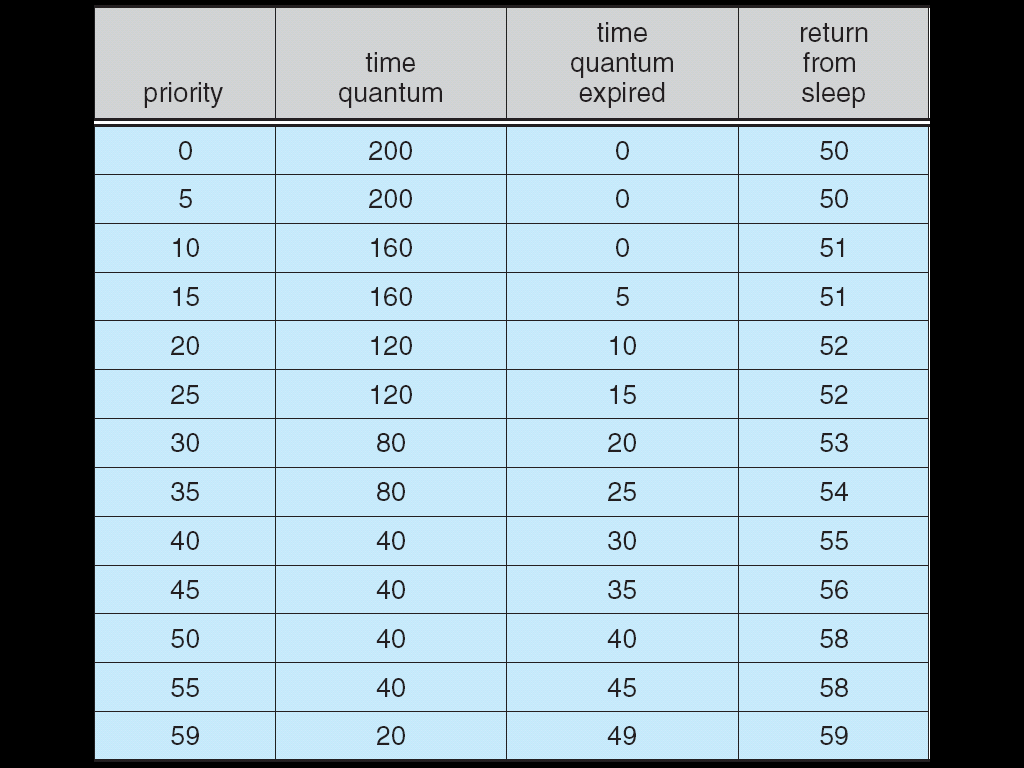 priority time quantum time quantum expired return from sleep
0 200 0 50
5 200 0 50
10 160 0 51
15 160 5 51
20 120 10 52
25 120 15 52
30 80 20 53
35 80 25 54
40 40 30 55
45 40 35 56
50 40 40 58
55 40 45 58
59 20 49 59